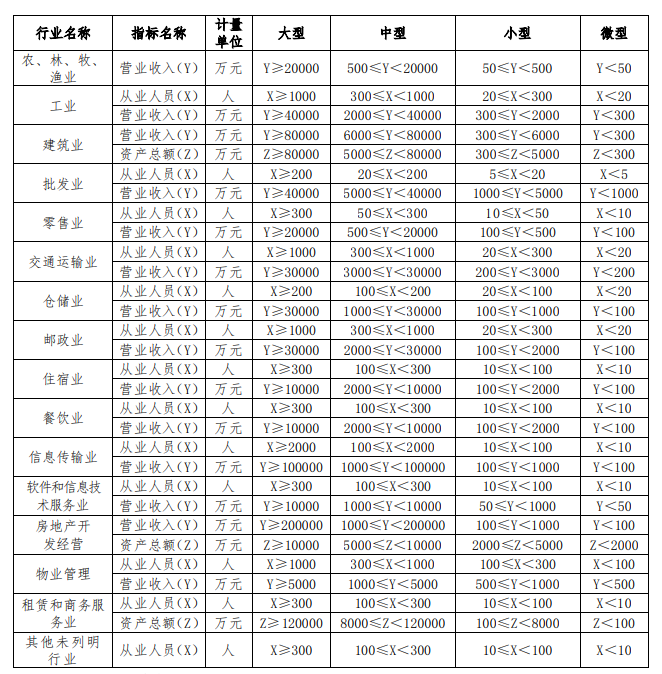 行业名称 指标名称 计量单位 大型 中型 小型 微型
农、林、牧、渔业 营业收入(Y) 万元 Y≥20000 500≤Y<20000 50≤Y<500 Y<50
工业 从业人员(X) 人 X≥1000 300≤X<1000 20≤X<300 X<20
营业收入(Y) 万元 Y≥40000 2000≤Y<40000 300≤Y<2000 Y<300
建筑业 营业收入(Y) 万元 Y≥80000 6000≤Y<80000 300≤Y<6000 Y<300
资产总额(Z) 万元 Z≥80000 5000≤Z<80000 300≤Z<5000 Z<300
批发业 从业人员(X) 人 X≥200 20≤X<200 5≤X<20 X<5
营业收入(Y) 万元 Y≥40000 5000≤Y<40000 1000≤Y<5000 Y<1000
零售业 从业人员(X) 人 X≥300 50≤X<300 10≤X<50 X<10
营业收入(Y) 万元 Y≥20000 500≤Y<20000 100≤Y<500 Y<100
交通运输业 从业人员(X) 人 X≥1000 300≤X<1000 20≤X<300 X<20
营业收入(Y) 万元 Y≥30000 3000≤Y<30000 200≤Y<3000 Y<200
仓储业 从业人员(X) 人 X≥200 100≤X<200 20≤X<100 X<20
营业收入(Y) 万元 Y≥30000 1000≤Y<30000 100≤Y<1000 Y<100
邮政业 从业人员(X) 人 X≥1000 300≤X<1000 20≤X<300 X<20
营业收入(Y) 万元 Y≥30000 2000≤Y<30000 100≤Y<2000 Y<100
住宿业 从业人员(X) 人 X≥300 100≤X<300 10≤X<100 X<10
营业收入(Y) 万元 Y≥10000 2000≤Y<10000 100≤Y<2000 Y<100
餐饮业 从业人员(X) 人 X≥300 100≤X<300 10≤X<100 X<10
营业收入(Y) 万元 Y≥10000 2000≤Y<10000 100≤Y<2000 Y<100
信息传输业 从业人员(X) 人 X≥2000 100≤X<2000 10≤X<100 X<10
营业收入(Y) 万元 Y≥100000 1000≤Y<100000 100≤Y<1000 Y<100
软件和信息技术服务业 从业人员(X) 人 X≥300 100≤X<300 10≤X<100 X<10
营业收入(Y) 万元 Y≥10000 1000≤Y<10000 50≤Y<1000 Y<50
房地产开发经营 营业收入(Y) 万元 Y≥200000 1000≤Y<200000 100≤Y<1000 Y<100
资产总额(Z) 万元 Z≥10000 5000≤Z<10000 2000≤Z<5000 Z<2000
物业管理 从业人员(X) 人 X≥1000 300≤X<1000 100≤X<300 X<100
营业收入(Y) 万元 Y≥5000 1000≤Y<5000 500≤Y<1000 Y<500
租赁和商务服务业 从业人员(X) 人 X≥300 100≤X<300 10≤X<100 X<10
资产总额(Z) 万元 Z≥120000 8000≤Z<120000 100≤Z<8000 Z<100
其他未列明行业 从业人员(X) 人 X≥300 100≤X<300 10≤X<100 X<10